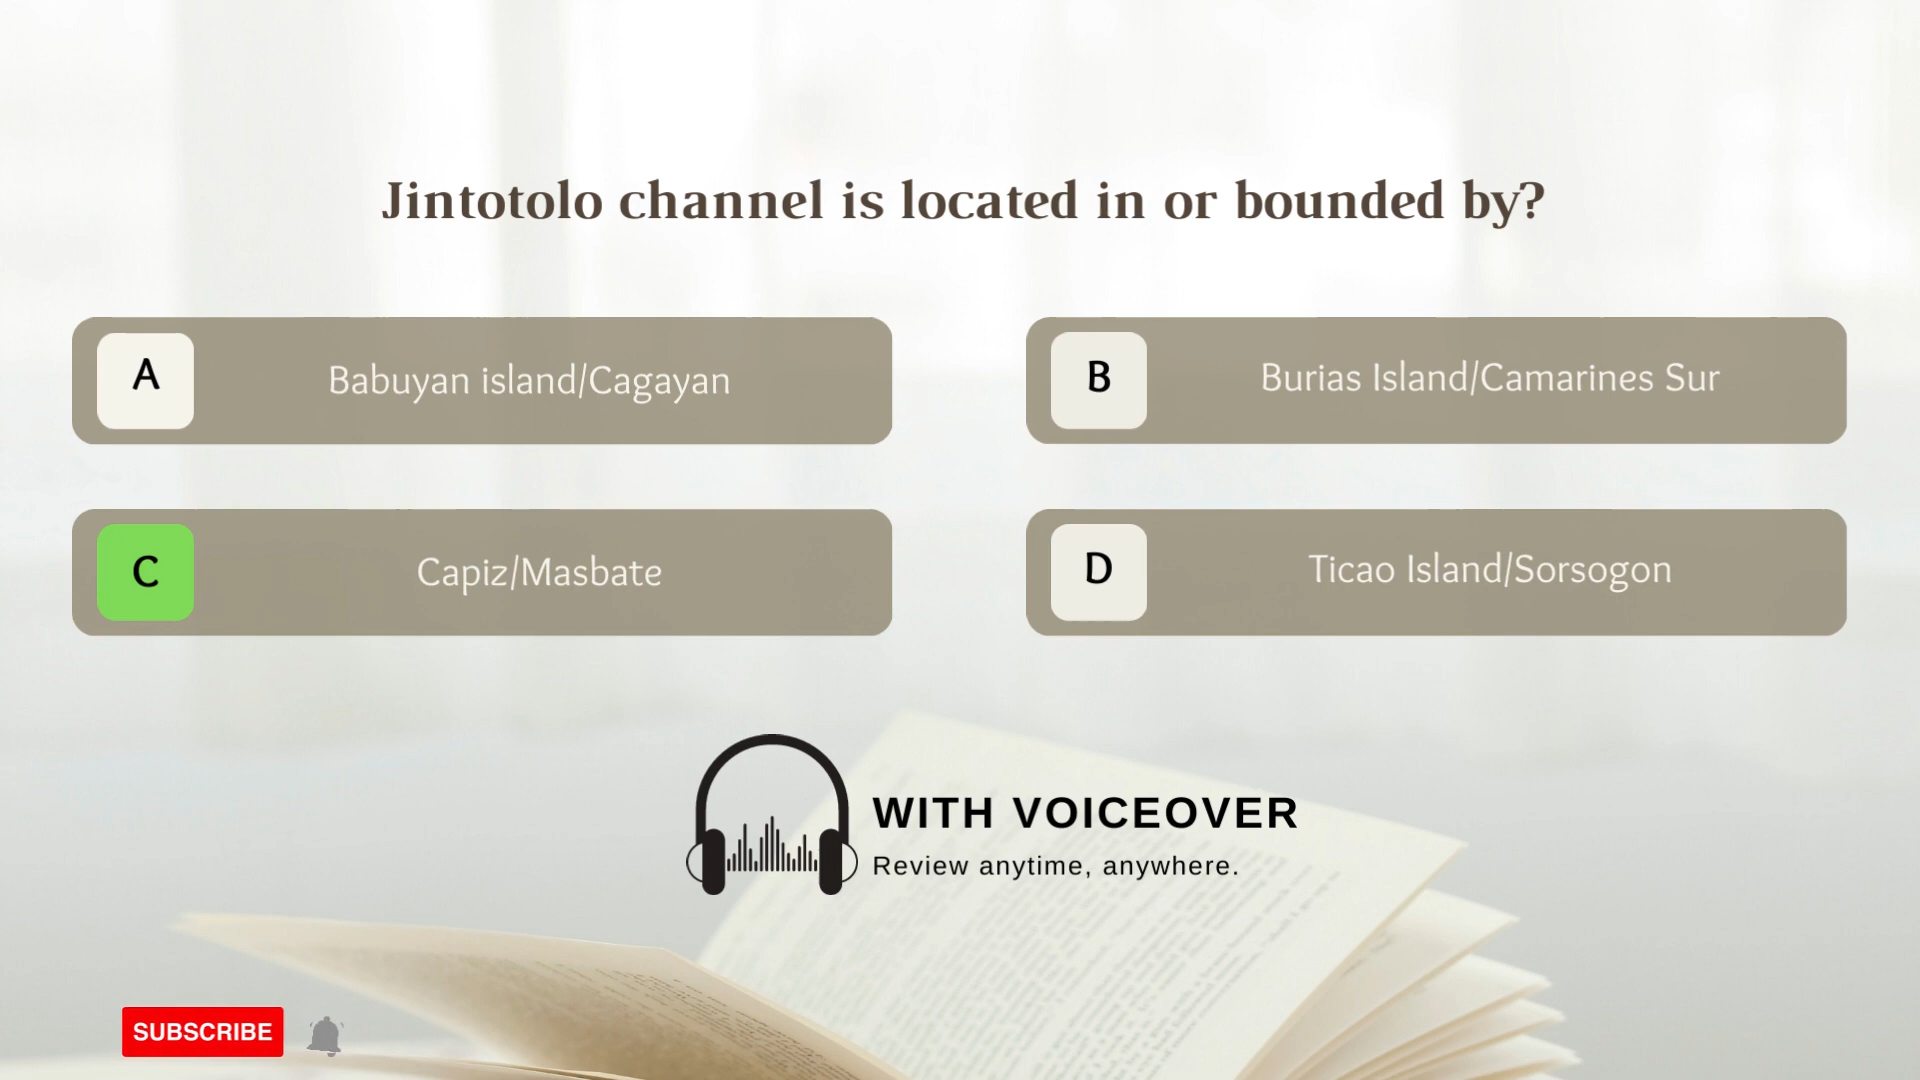 Jintotolo channel is located in or bounded by?
A
Babuyan island/Cagayan
B
Burias Island/Camarines Sur
C
Capiz/Masbate
D
Ticao Island/Sorsogon
WITH VOICEOVER
Review anytime, anywhere.
SUBSCRIBE